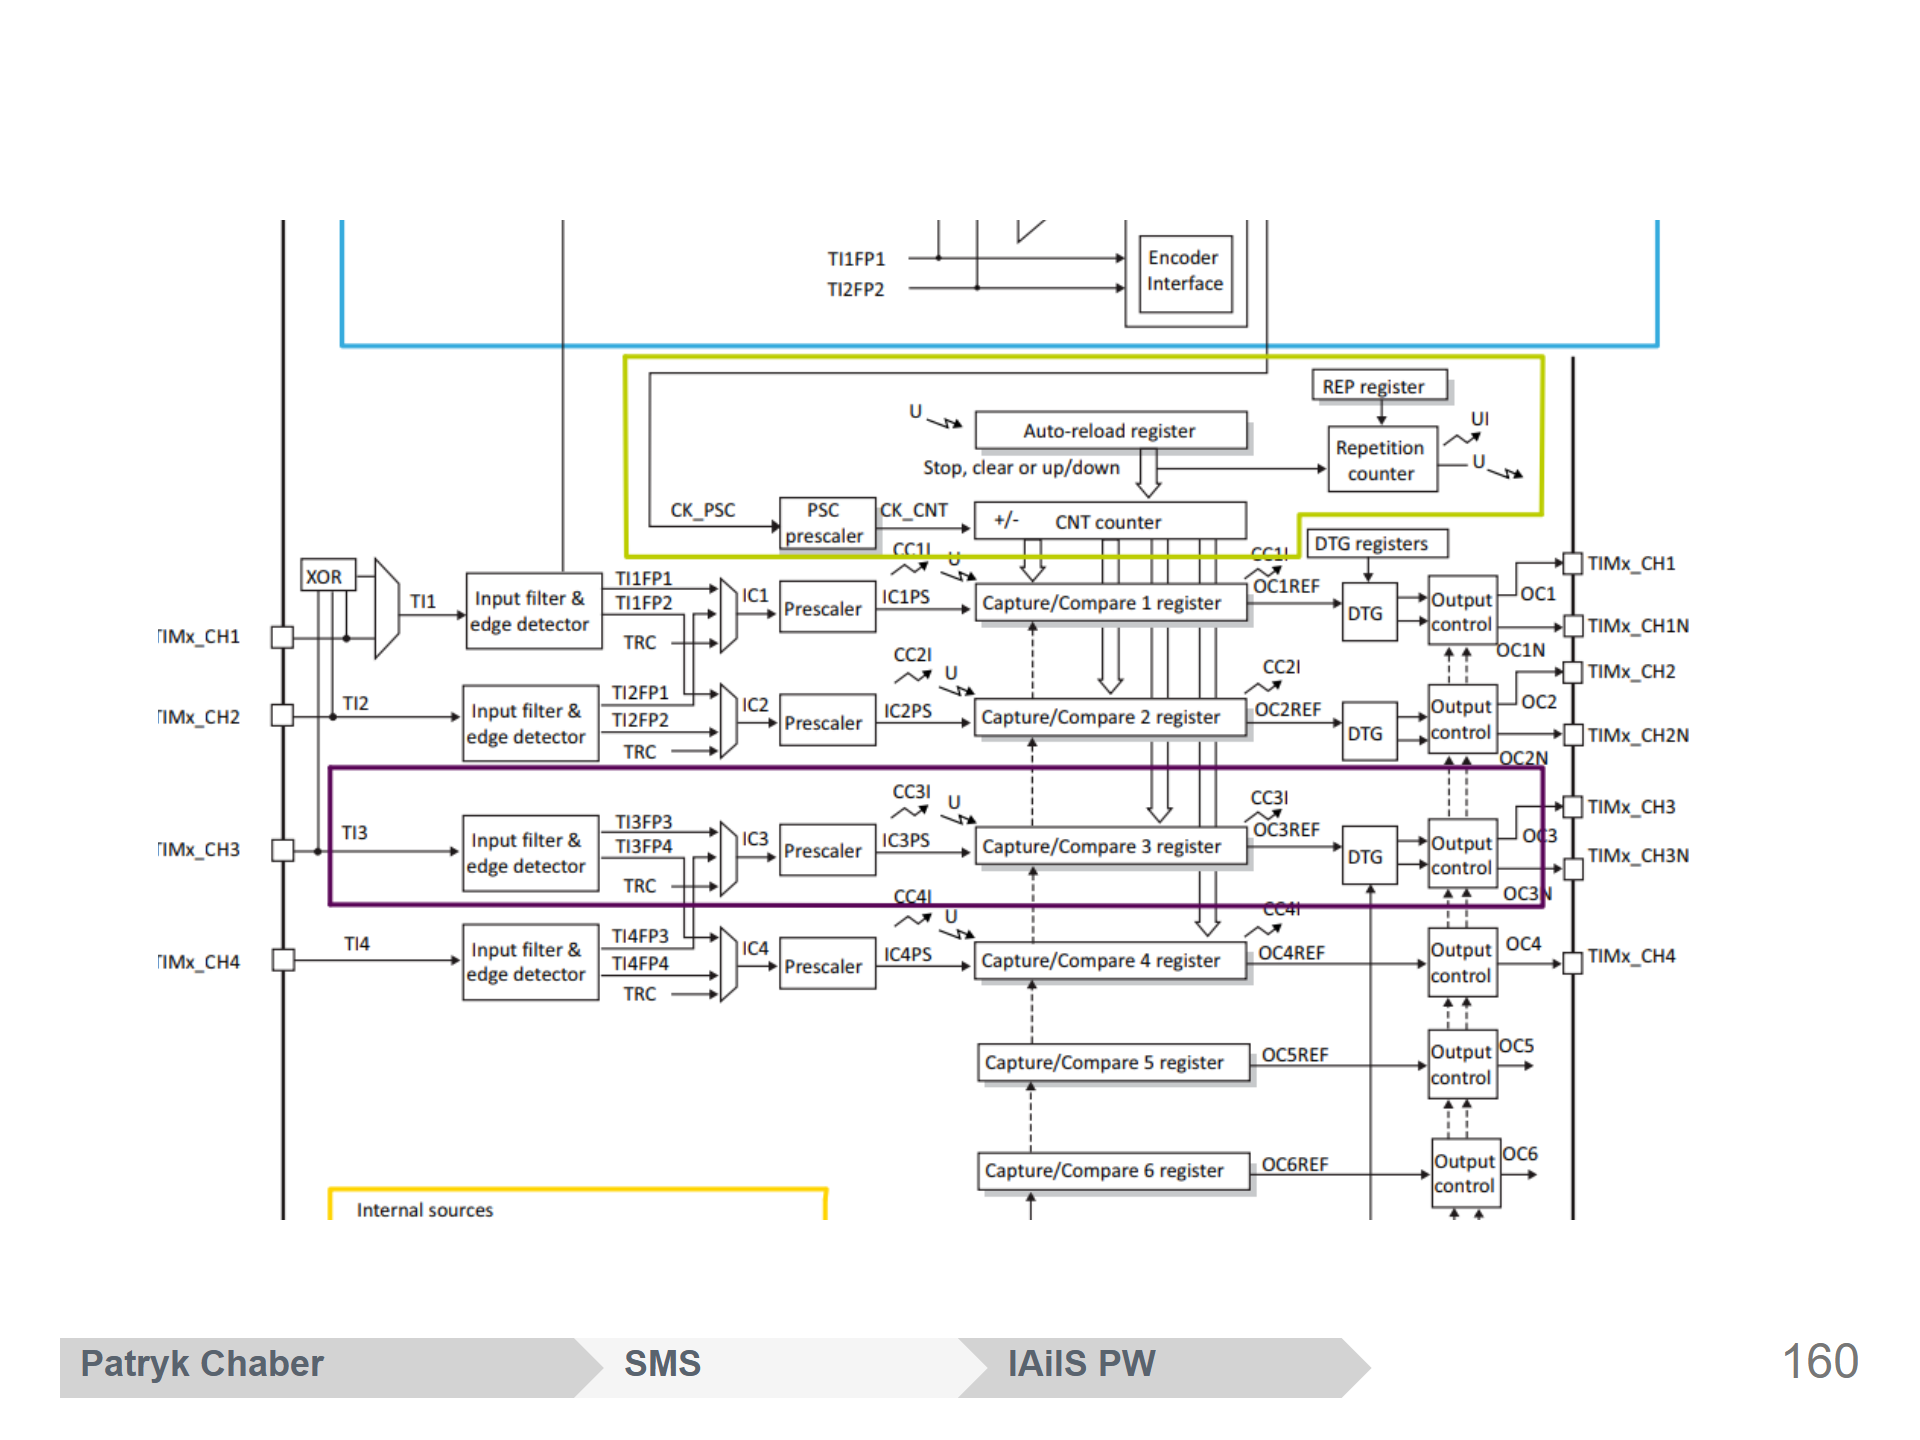 TI1FP1
TI2FP2
Encoder
Interface
REP register
U
Auto-reload register
UI
Repetition
counter
U
Stop, clear or up/down
CK_PSC
PSC
prescaler
CK_CNT
+/-
CNT counter
DTG registers
CC1I
U
CC1I
XOR
TI1
Input filter &
edge detector
TI1FP1
TI1FP2
TRC
IC1
Prescaler
IC1PS
Capture/Compare 1 register
OC1REF
DTG
Output
control
OC1
OC1N
TIMx_CH1
TIMx_CH1N
TIMx_CH1
CC2I
U
CC2I
TIMx_CH2
TI2
Input filter &
edge detector
TI2FP1
TI2FP2
TRC
IC2
Prescaler
IC2PS
Capture/Compare 2 register
OC2REF
DTG
Output
control
OC2
OC2N
TIMx_CH2
TIMx_CH2N
CC3I
U
CC3I
TIMx_CH3
TI3
Input filter &
edge detector
TI3FP3
TI3FP4
TRC
IC3
Prescaler
IC3PS
Capture/Compare 3 register
OC3REF
DTG
Output
control
OC3
OC3N
TIMx_CH3
TIMx_CH3N
CC4I
U
CC4I
TIMx_CH4
TI4
Input filter &
edge detector
TI4FP3
TI4FP4
TRC
IC4
Prescaler
IC4PS
Capture/Compare 4 register
OC4REF
Output
control
OC4
TIMx_CH4
Capture/Compare 5 register
OC5REF
Output
control
OC5
Capture/Compare 6 register
OC6REF
Output
control
OC6
Internal sources
Patryk Chaber
SMS
IAiIS PW
160